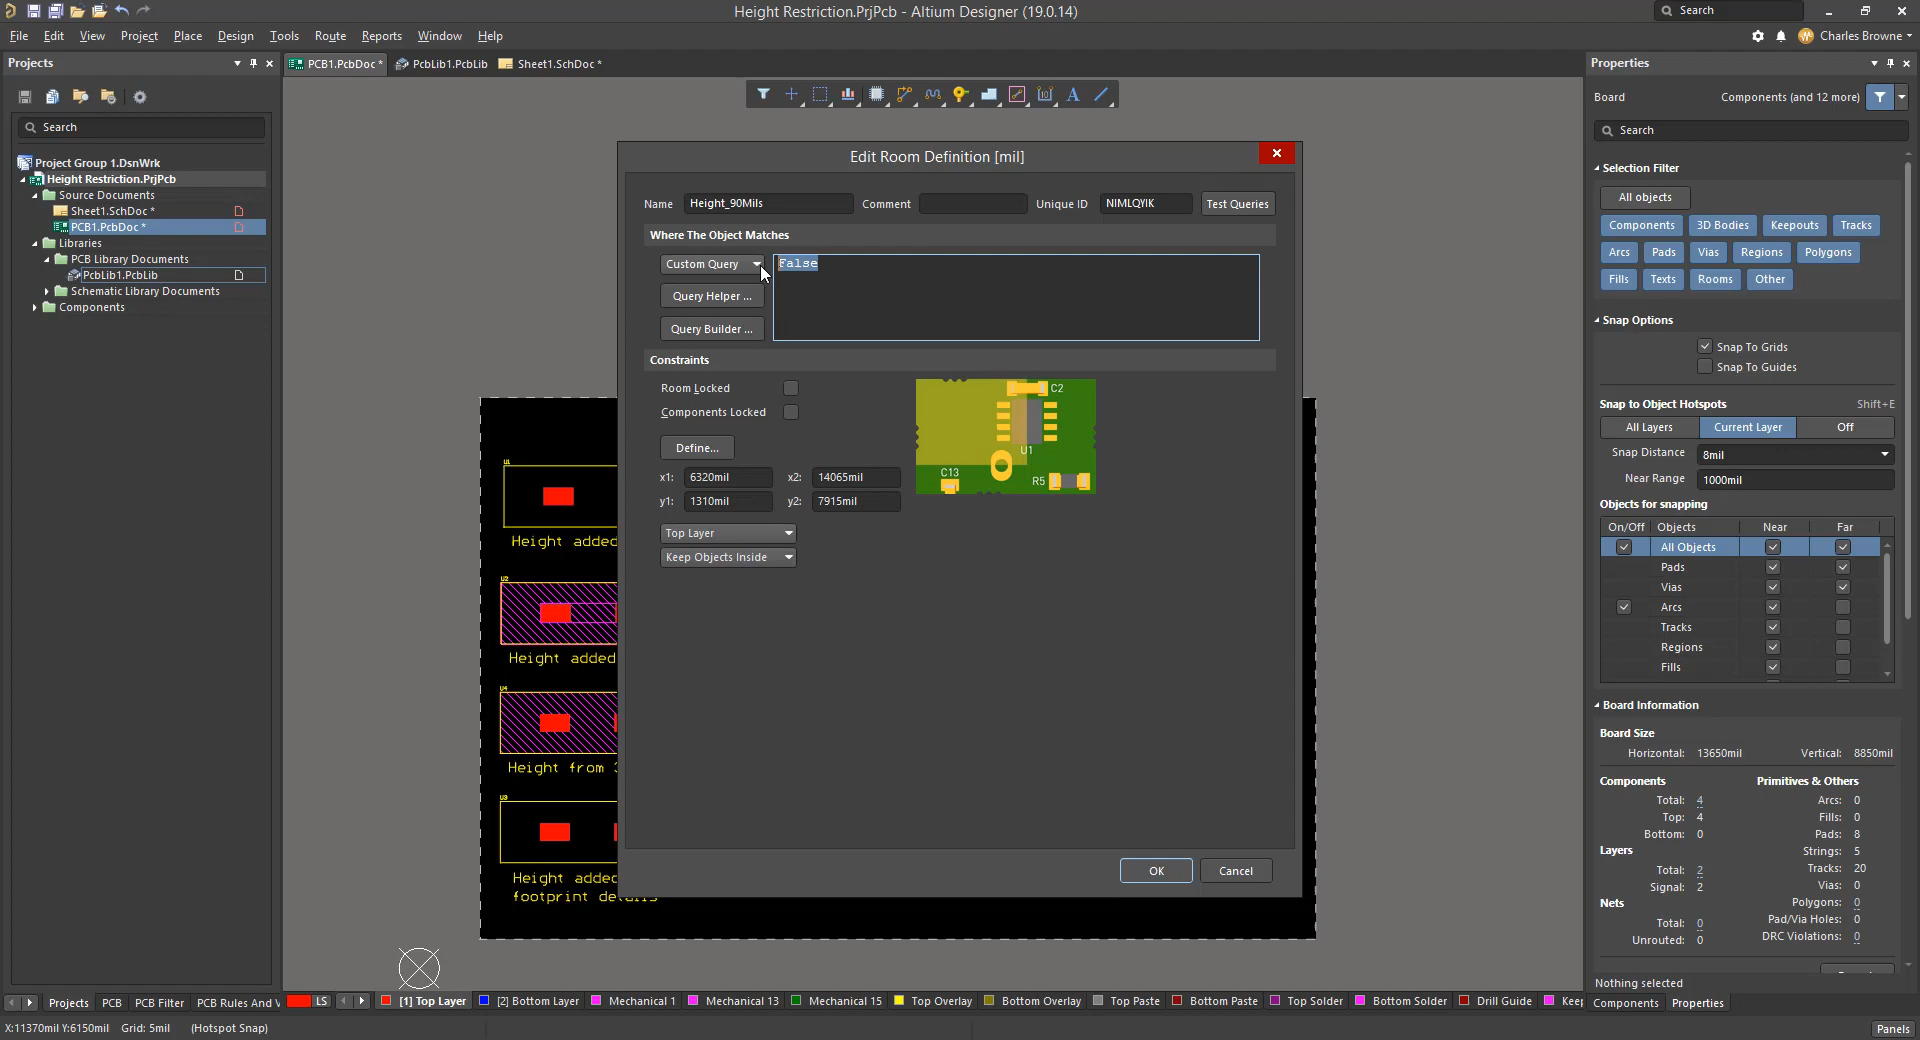 Height Restriction.PrjPcb - Altium Designer (19.0.14)
Search
File Edit View Project Place Design Tools Route Reports Window Help
Charles Browne
Projects
PCB1.PcbDoc *
PcbLib1.PcbLib
Sheet1.SchDoc *
Properties
Board
Components (and 12 more)
Search
Search
Project Group 1.DsnWrk
Height Restriction.PrjPcb
Source Documents
Sheet1.SchDoc *
PCB1.PcbDoc *
Libraries
PCB Library Documents
PcbLib1.PcbLib
Schematic Library Documents
Components
Edit Room Definition [mil]
Name Height_90Mils Comment Unique ID NIMLQYIK Test Queries
Where The Object Matches
Custom Query
False
Query Helper ...
Query Builder ...
Constraints
Room Locked
Components Locked
Define...
x1: 6320mil x2: 14065mil
y1: 1310mil y2: 7915mil
Top Layer
Keep Objects Inside
C2
U1
C13
R5
OK Cancel
U1
Height added
U2
Height added
U4
Height from
U3
Height added
footprint details
Selection Filter
All objects
Components 3D Bodies Keepouts Tracks
Arcs Pads Vias Regions Polygons
Fills Texts Rooms Other
Snap Options
Snap To Grids
Snap To Guides
Snap to Object Hotspots Shift+E
All Layers Current Layer Off
Snap Distance 8mil
Near Range 1000mil
Objects for snapping
On/Off Objects Near Far
All Objects
Pads
Vias
Arcs
Tracks
Regions
Fills
Board Information
Board Size
Horizontal: 13650mil Vertical: 8850mil
Components Primitives & Others
Total: 4 Arcs: 0
Top: 4 Fills: 0
Bottom: 0 Pads: 8
Layers Strings: 5
Total: 2 Tracks: 20
Signal: 2 Vias: 0
Nets Polygons: 0
Total: 0 Pad/Via Holes: 0
Unrouted: 0 DRC Violations: 0
Nothing selected
Components Properties
Projects PCB PCB Filter PCB Rules And V
LS [1] Top Layer [2] Bottom Layer Mechanical 1 Mechanical 13 Mechanical 15 Top Overlay Bottom Overlay Top Paste Bottom Paste Top Solder Bottom Solder Drill Guide Keep
X:11370mil Y:6150mil Grid: 5mil (Hotspot Snap)
Panels